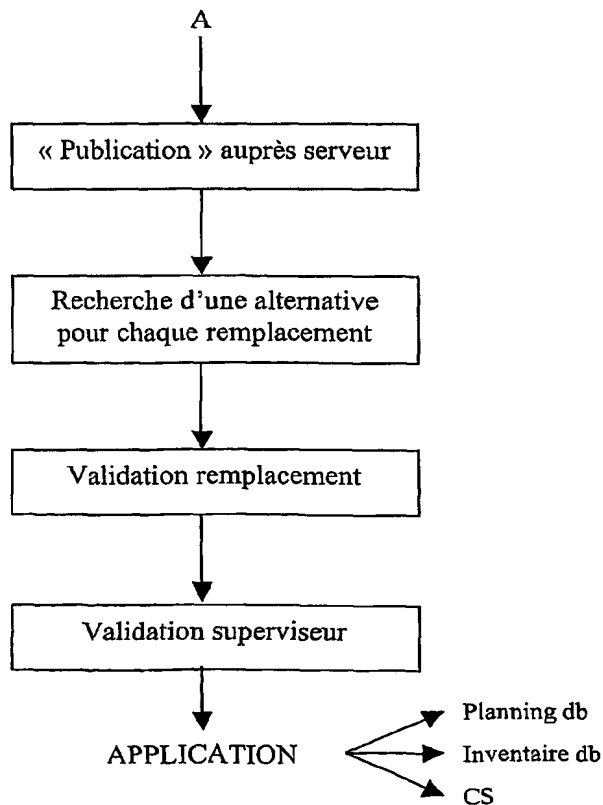 A
« Publication » auprès serveur
Recherche d'une alternative
pour chaque remplacement
Validation remplacement
Validation superviseur
APPLICATION
Planning db
Inventaire db
CS